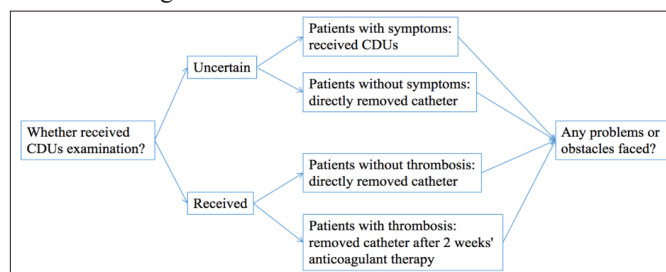 Whether received
CDUs examination?
Uncertain
Received
Patients with symptoms:
received CDUs
Patients without symptoms:
directly removed catheter
Patients without thrombosis:
directly removed catheter
Patients with thrombosis:
removed catheter after 2 weeks'
anticoagulant therapy
Any problems or
obstacles faced?